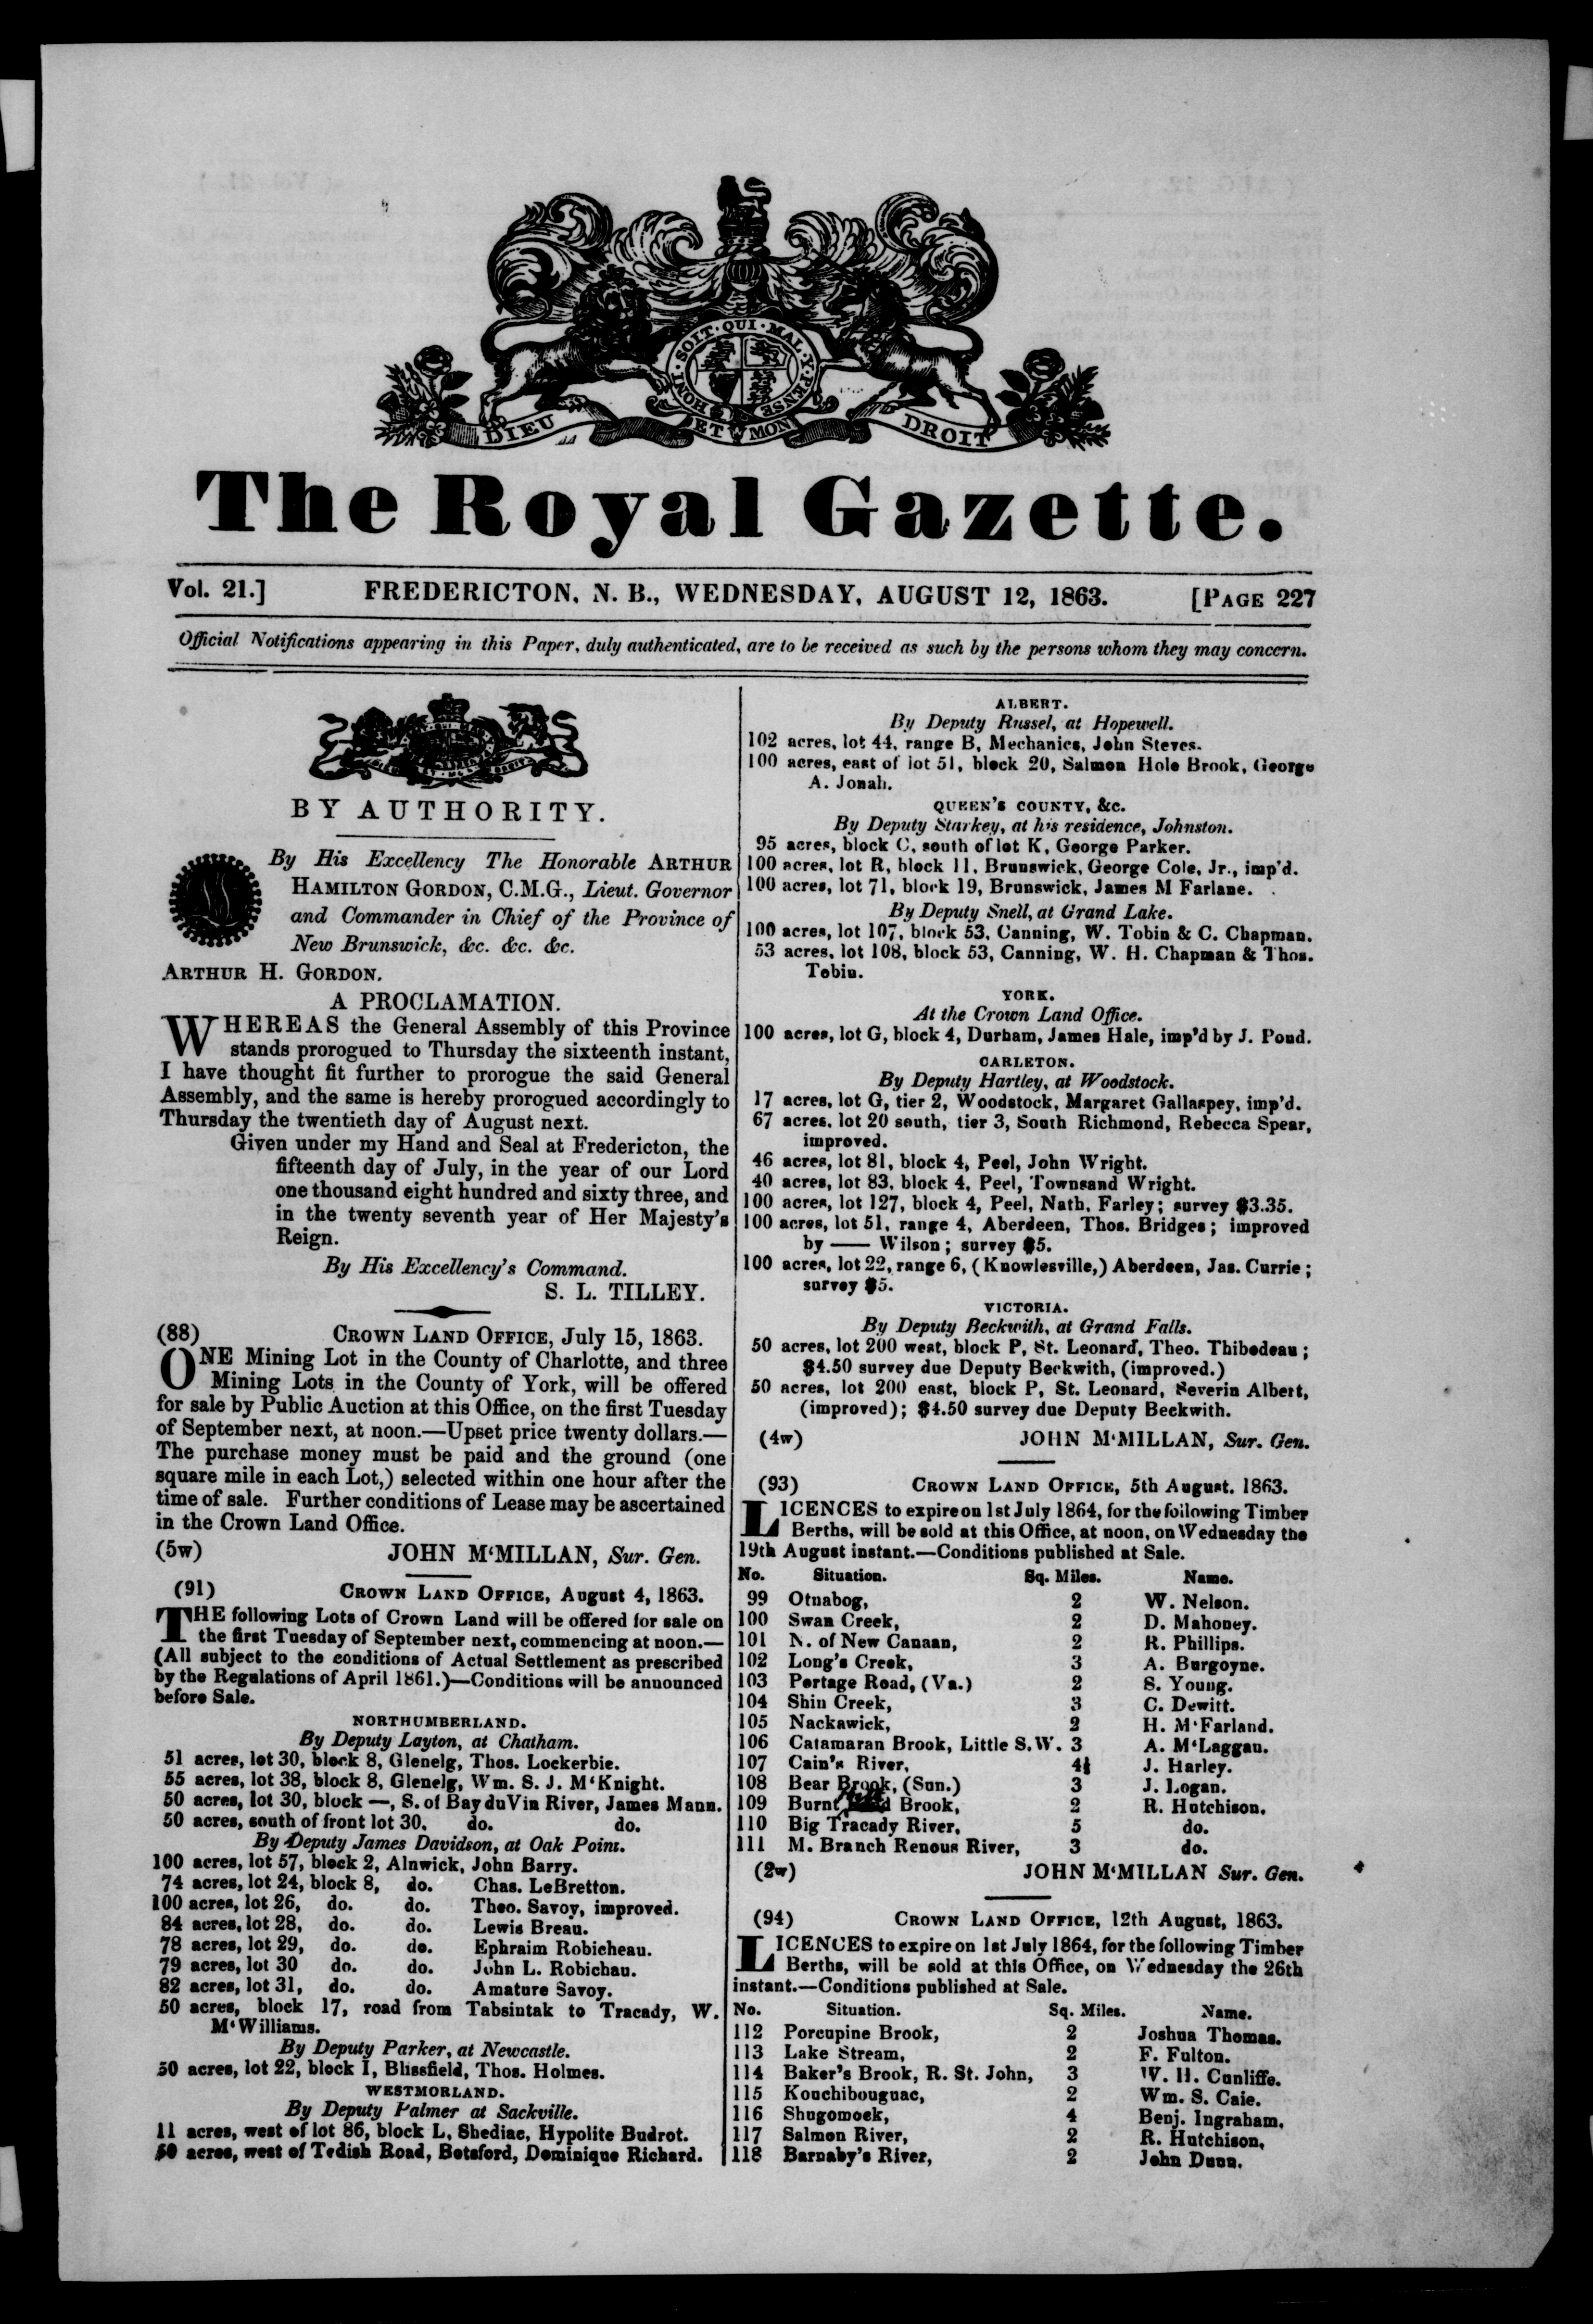 HONI · SOIT · QUI · MAL · Y · PENSE
DIEU ET MON DROIT
The Royal Gazette.
Vol. 21.] FREDERICTON, N. B., WEDNESDAY, AUGUST 12, 1863. [PAGE 227
Official Notifications appearing in this Paper, duly authenticated, are to be received as such by the persons whom they may concern.
BY AUTHORITY.
By His Excellency The Honorable ARTHUR
HAMILTON GORDON, C.M.G., Lieut. Governor
and Commander in Chief of the Province of
New Brunswick, &c. &c. &c.
ARTHUR H. GORDON.
A PROCLAMATION.
WHEREAS the General Assembly of this Province
stands prorogued to Thursday the sixteenth instant,
I have thought fit further to prorogue the said General
Assembly, and the same is hereby prorogued accordingly to
Thursday the twentieth day of August next.
Given under my Hand and Seal at Fredericton, the
fifteenth day of July, in the year of our Lord
one thousand eight hundred and sixty three, and
in the twenty seventh year of Her Majesty's
Reign.
By His Excellency's Command.
S. L. TILLEY.
(88) CROWN LAND OFFICE, July 15, 1863.
ONE Mining Lot in the County of Charlotte, and three
Mining Lots in the County of York, will be offered
for sale by Public Auction at this Office, on the first Tuesday
of September next, at noon.—Upset price twenty dollars.—
The purchase money must be paid and the ground (one
square mile in each Lot,) selected within one hour after the
time of sale. Further conditions of Lease may be ascertained
in the Crown Land Office.
(5w) JOHN M‘MILLAN, Sur. Gen.
(91) CROWN LAND OFFICE, August 4, 1863.
THE following Lots of Crown Land will be offered for sale on
the first Tuesday of September next, commencing at noon.—
(All subject to the conditions of Actual Settlement as prescribed
by the Regulations of April 1861.)—Conditions will be announced
before Sale.
NORTHUMBERLAND.
By Deputy Layton, at Chatham.
51 acres, lot 30, block 8, Glenelg, Thos. Lockerbie.
55 acres, lot 38, block 8, Glenelg, Wm. S. J. M‘Knight.
50 acres, lot 30, block —, S. of Bay du Vin River, James Mann.
50 acres, south of front lot 30, do. do.
By Deputy James Davidson, at Oak Point.
100 acres, lot 57, block 2, Alnwick, John Barry.
74 acres, lot 24, block 8, do. Chas. LeBretton.
100 acres, lot 26, do. do. Theo. Savoy, improved.
84 acres, lot 28, do. do. Lewis Breau.
78 acres, lot 29, do. do. Ephraim Robicheau.
79 acres, lot 30 do. do. John L. Robichau.
82 acres, lot 31, do. do. Amature Savoy.
50 acres, block 17, road from Tabsintak to Tracady, W.
M‘Williams.
By Deputy Parker, at Newcastle.
50 acres, lot 22, block I, Blissfield, Thos. Holmes.
WESTMORLAND.
By Deputy Palmer at Sackville.
11 acres, west of lot 86, block L, Shediac, Hypolite Budrot.
50 acres, west of Tedish Road, Botsford, Dominique Richard.
ALBERT.
By Deputy Russel, at Hopewell.
102 acres, lot 44, range B, Mechanics, John Steves.
100 acres, east of lot 51, block 20, Salmon Hole Brook, George
A. Jonah.
QUEEN'S COUNTY, &c.
By Deputy Starkey, at his residence, Johnston.
95 acres, block C, south of lot K, George Parker.
100 acres, lot R, block 11, Brunswick, George Cole, Jr., imp'd.
100 acres, lot 71, block 19, Brunswick, James M Farlane.
By Deputy Snell, at Grand Lake.
100 acres, lot 107, block 53, Canning, W. Tobin & C. Chapman.
53 acres, lot 108, block 53, Canning, W. H. Chapman & Thos.
Tobin.
YORK.
At the Crown Land Office.
100 acres, lot G, block 4, Durham, James Hale, imp'd by J. Pond.
CARLETON.
By Deputy Hartley, at Woodstock.
17 acres, lot G, tier 2, Woodstock, Margaret Gallaspey, imp'd.
67 acres, lot 20 south, tier 3, South Richmond, Rebecca Spear,
improved.
46 acres, lot 81, block 4, Peel, John Wright.
40 acres, lot 83, block 4, Peel, Townsand Wright.
100 acres, lot 127, block 4, Peel, Nath. Farley; survey $3.35.
100 acres, lot 51, range 4, Aberdeen, Thos. Bridges; improved
by —— Wilson; survey $5.
100 acres, lot 22, range 6, (Knowlesville,) Aberdeen, Jas. Currie;
survey $5.
VICTORIA.
By Deputy Beckwith, at Grand Falls.
50 acres, lot 200 west, block P, St. Leonard, Theo. Thibodeau;
$4.50 survey due Deputy Beckwith, (improved.)
50 acres, lot 200 east, block P, St. Leonard, Severin Albert,
(improved); $4.50 survey due Deputy Beckwith.
(4w) JOHN M‘MILLAN, Sur. Gen.
(93) CROWN LAND OFFICE, 5th August, 1863.
LICENCES to expire on 1st July 1864, for the following Timber
Berths, will be sold at this Office, at noon, on Wednesday the
19th August instant.—Conditions published at Sale.
No. Situation. Sq. Miles. Name.
99 Otnabog, 2 W. Nelson.
100 Swan Creek, 2 D. Mahoney.
101 N. of New Canaan, 2 R. Phillips.
102 Long's Creek, 3 A. Burgoyne.
103 Portage Road, (Va.) 2 S. Young.
104 Shin Creek, 3 C. Dewitt.
105 Nackawick, 2 H. M‘Farland.
106 Catamaran Brook, Little S.W. 3 A. M‘Laggan.
107 Cain's River, 4½ J. Harley.
108 Bear Brook, (Sun.) 3 J. Logan.
109 Burnt Brook, 2 R. Hutchison.
110 Big Tracady River, 5 do.
111 M. Branch Renous River, 3 do.
(2w) JOHN M‘MILLAN Sur. Gen.
(94) CROWN LAND OFFICE, 12th August, 1863.
LICENCES to expire on 1st July 1864, for the following Timber
Berths, will be sold at this Office, on Wednesday the 26th
instant.—Conditions published at Sale.
No. Situation. Sq. Miles. Name.
112 Porcupine Brook, 2 Joshua Thomas.
113 Lake Stream, 2 F. Fulton.
114 Baker's Brook, R. St. John, 3 W. H. Cunliffe.
115 Kouchibouguac, 2 Wm. S. Caie.
116 Shugomoek, 4 Benj. Ingraham.
117 Salmon River, 2 R. Hutchison,
118 Barnaby's River, 2 John Dunn.